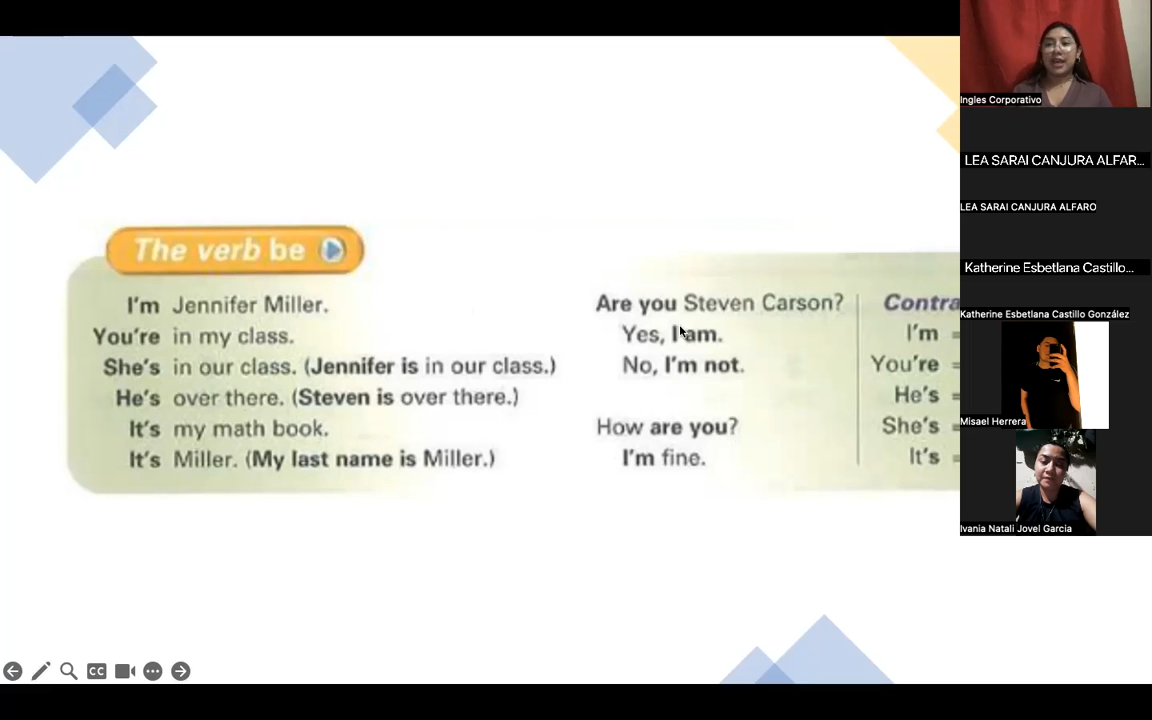 The verb be
I'm Jennifer Miller.
You're in my class.
She's in our class. (Jennifer is in our class.)
He's over there. (Steven is over there.)
It's my math book.
It's Miller. (My last name is Miller.)
Are you Steven Carson?
Yes, I am.
No, I'm not.
How are you?
I'm fine.
Contra
I'm =
You're =
He's =
She's =
It's =
Ingles Corporativo
LEA SARAI CANJURA ALFAR...
LEA SARAI CANJURA ALFARO
Katherine Esbetlana Castillo...
Katherine Esbetlana Castillo González
Misael Herrera
Ivania Natali Jovel Garcia
CC